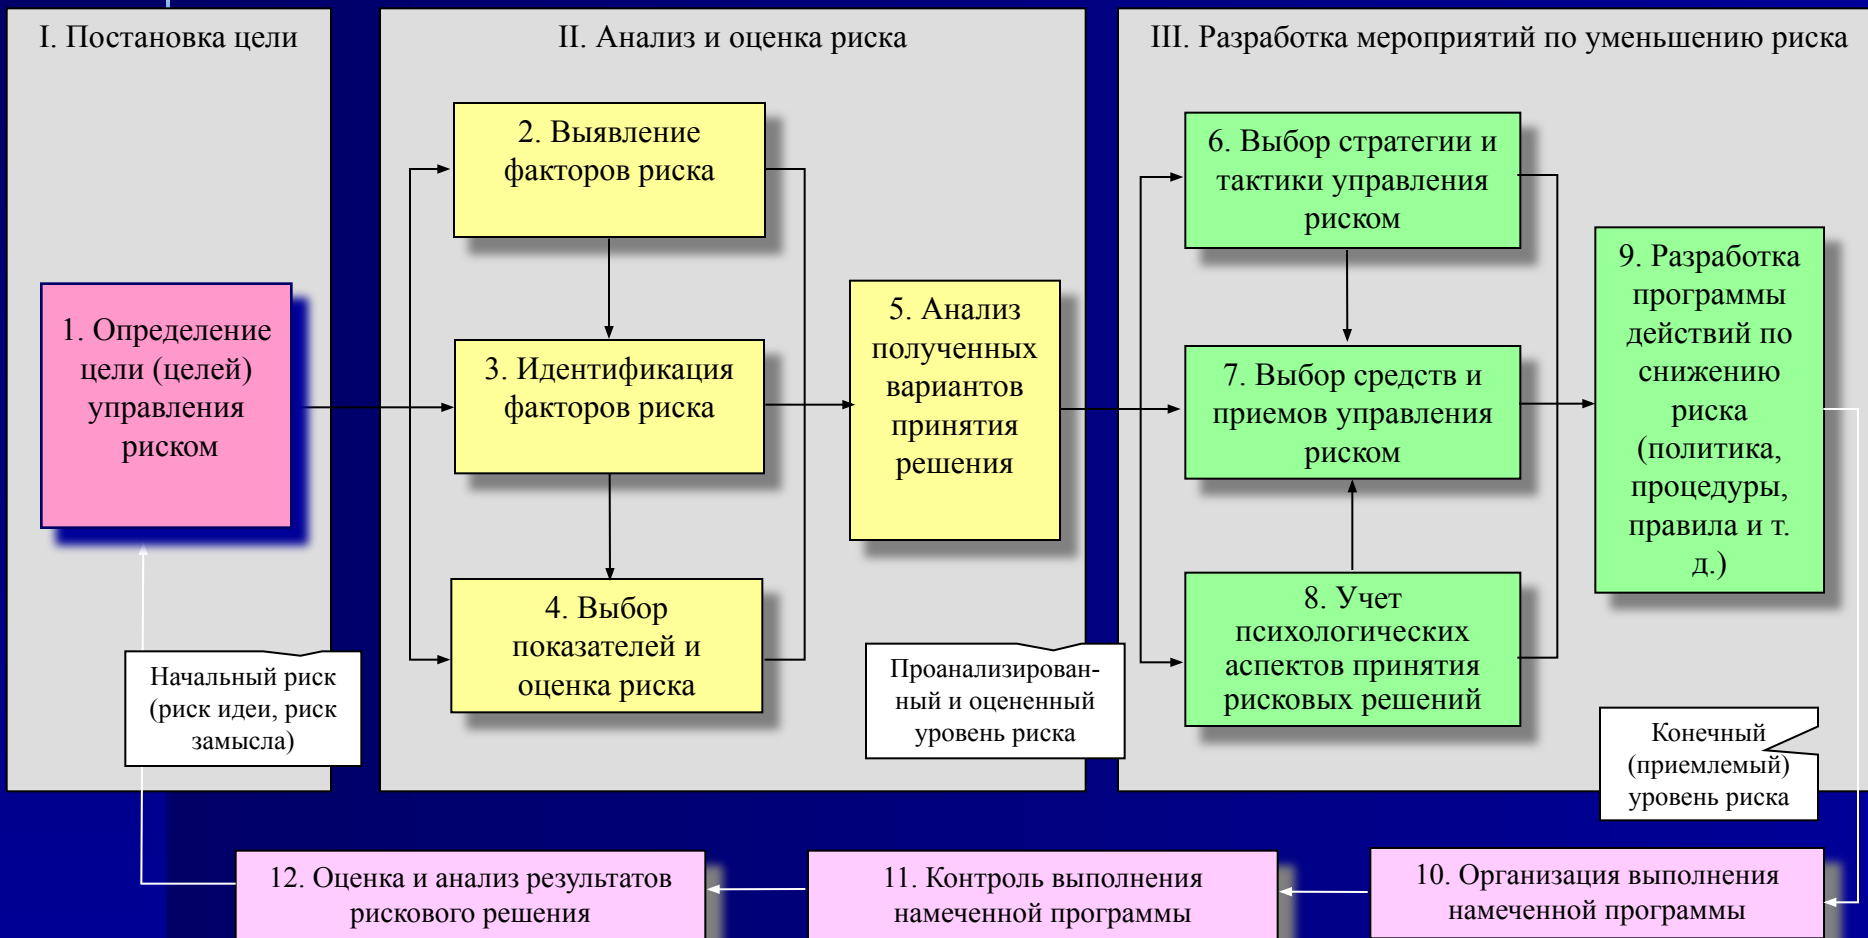 I. Постановка цели
II. Анализ и оценка риска
III. Разработка мероприятий по уменьшению риска
1. Определение
цели (целей)
управления
риском
2. Выявление
факторов риска
3. Идентификация
факторов риска
4. Выбор
показателей и
оценка риска
5. Анализ
полученных
вариантов
принятия
решения
6. Выбор стратегии и
тактики управления
риском
7. Выбор средств и
приемов управления
риском
8. Учет
психологических
аспектов принятия
рисковых решений
9. Разработка
программы
действий по
снижению
риска
(политика,
процедуры,
правила и т.
д.)
Начальный риск
(риск идеи, риск
замысла)
Проанализирован-
ный и оцененный
уровень риска
Конечный
(приемлемый)
уровень риска
12. Оценка и анализ результатов
рискового решения
11. Контроль выполнения
намеченной программы
10. Организация выполнения
намеченной программы